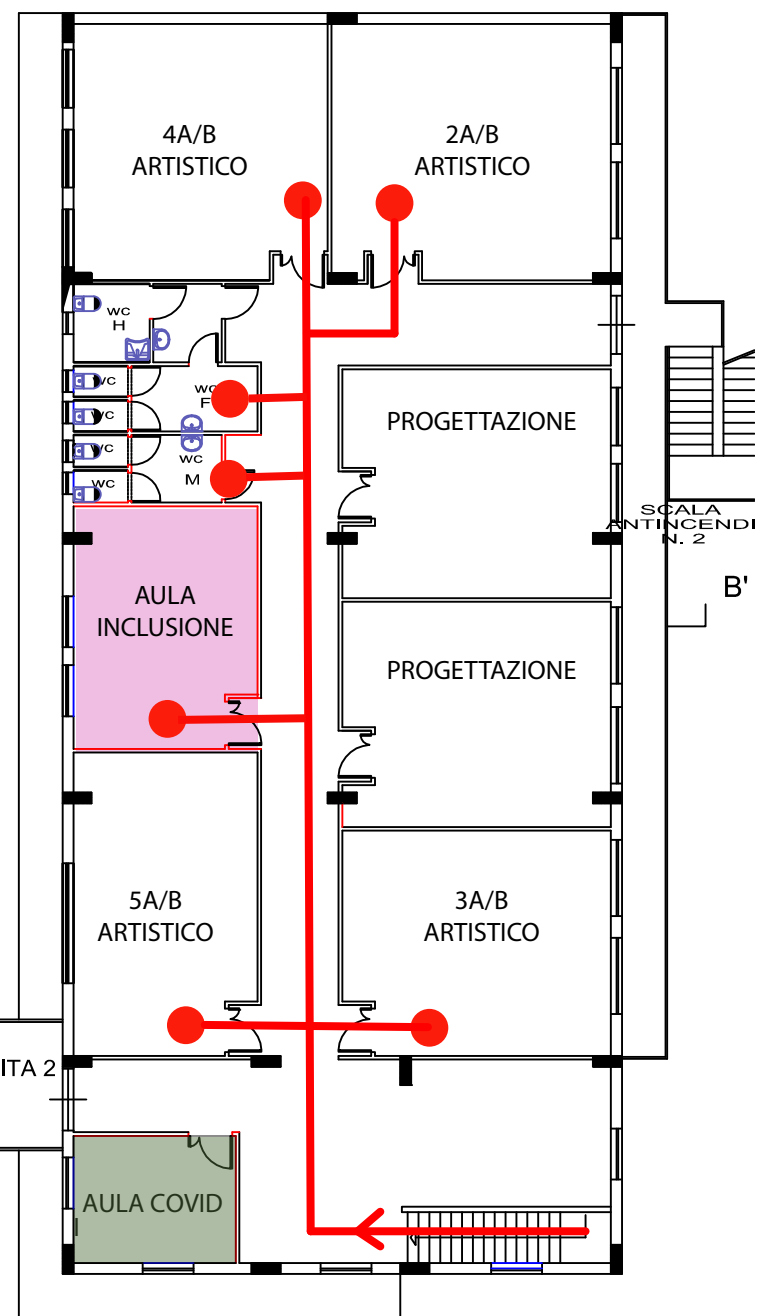 4A/B
ARTISTICO
2A/B
ARTISTICO
WC
H
WC
WC
F
WC
WC
WC
M
WC
PROGETTAZIONE
SCALA
ANTINCENDI
N. 2
B'
AULA
INCLUSIONE
PROGETTAZIONE
5A/B
ARTISTICO
3A/B
ARTISTICO
ITA 2
AULA COVID